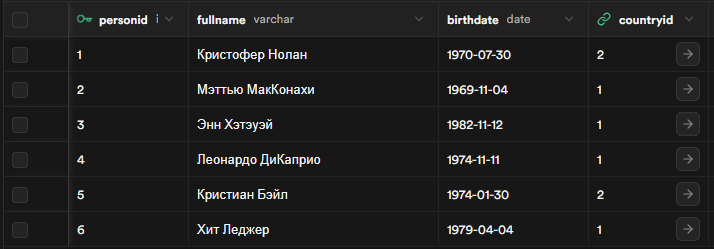 personid i fullname varchar birthdate date countryid
1 Кристофер Нолан 1970-07-30 2
2 Мэттью МакКонахи 1969-11-04 1
3 Энн Хэтэуэй 1982-11-12 1
4 Леонардо ДиКаприо 1974-11-11 1
5 Кристиан Бэйл 1974-01-30 2
6 Хит Леджер 1979-04-04 1